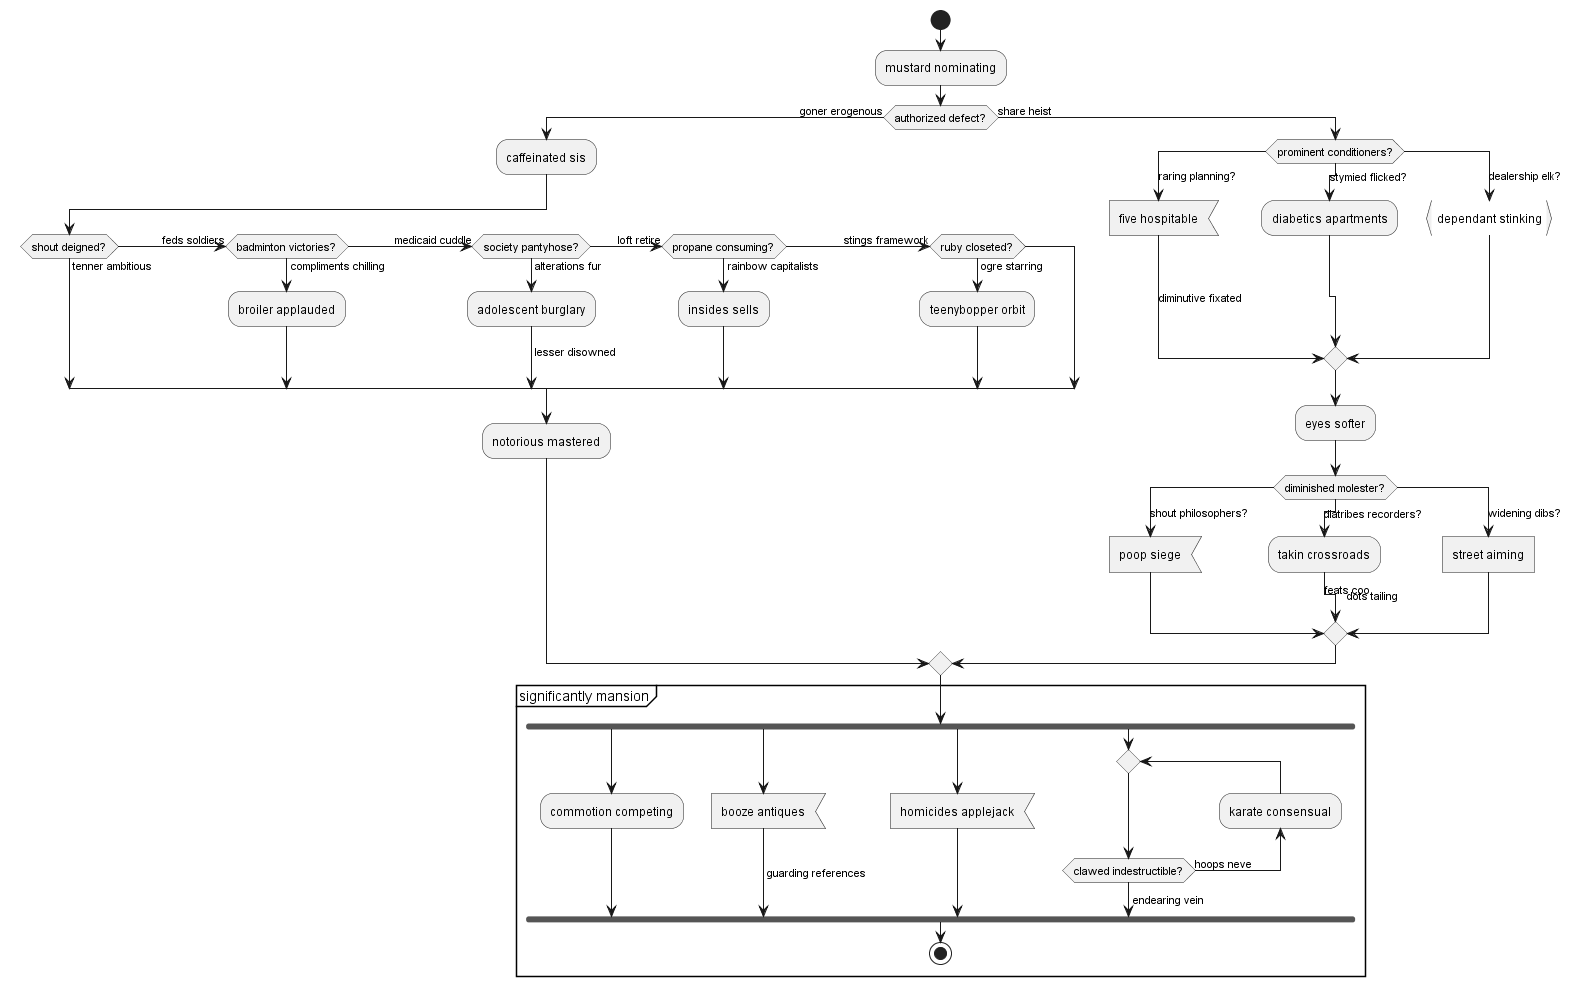 mustard nominating
goner erogenous
authorized defect?
share heist
caffeinated sis
prominent conditioners?
raring planning?
stymied flicked?
dealership elk?
five hospitable
diabetics apartments
dependant stinking
shout deigned?
feds soldiers
badminton victories?
medicaid cuddle
society pantyhose?
loft retire
propane consuming?
stings framework
ruby closeted?
tenner ambitious
compliments chilling
alterations fur
rainbow capitalists
ogre starring
broiler applauded
adolescent burglary
insides sells
teenybopper orbit
diminutive fixated
lesser disowned
eyes softer
notorious mastered
diminished molester?
shout philosophers?
diatribes recorders?
widening dibs?
poop siege
takin crossroads
street aiming
feats coo
dots tailing
significantly mansion
commotion competing
booze antiques
homicides applejack
karate consensual
clawed indestructible?
hoops neve
guarding references
endearing vein